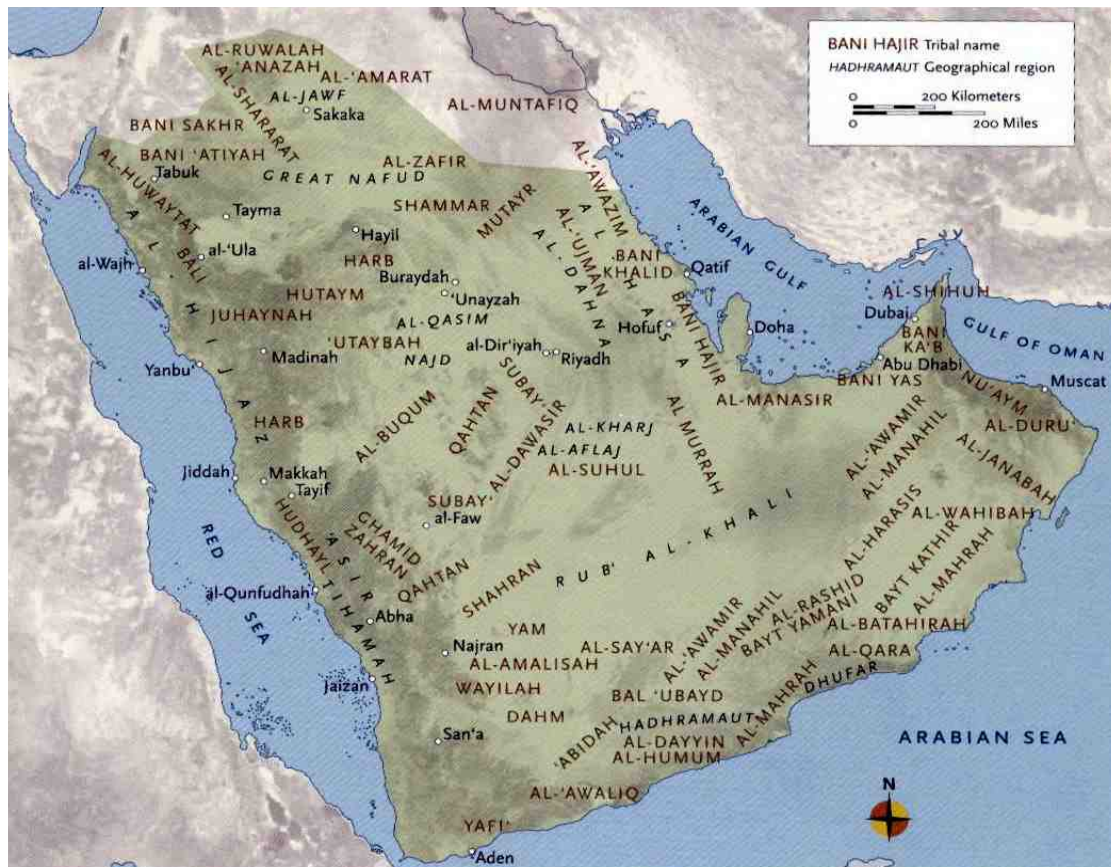 BANI HAJIR Tribal name
HADHRAMAUT Geographical region
0 200 Kilometers
0 200 Miles
AL-RUWALAH
'ANAZAH
AL-'AMARAT
AL-JAWF
AL-SHARARAT
Sakaka
AL-MUNTAFIQ
BANI SAKHR
BANI 'ATIYAH
AL-ZAFIR
Tabuk
GREAT NAFUD
AL-HUWAYTAT
AL-'AWAZIM
SHAMMAR
MUTAYR
Tayma
Hayil
AL-'UJMAN
AL-DAHNA
AL HASA
ARABIAN GULF
al-'Ula
BALI
al-Wajh
HARB
BANI
KHALID
Qatif
Buraydah
'Unayzah
HUTAYM
JUHAYNAH
AL HIJAZ
AL-QASIM
BANI HAJIR
Hofuf
Doha
AL-SHIHUH
Dubai
BANI
KA'B
GULF OF OMAN
'UTAYBAH
NAJD
al-Dir'iyah
Riyadh
Madinah
Yanbu'
Abu Dhabi
BANI YAS
Muscat
NU'AYM
SUBAY'
AL-MANASIR
HARB
AL-BUQUM
QAHTAN
AL-DAWASIR
AL-KHARJ
AL-AFLAJ
AL-SUHUL
AL MURRAH
AL-'AWAMIR
AL-MANAHIL
AL-DURU'
AL-JANABAH
Jiddah
Makkah
Tayif
SUBAY'
al-Faw
HUDHAYL
GHAMID
ZAHRAN
'ASIR
QAHTAN
RUB' AL-KHALI
AL-HARASIS
AL-WAHIBAH
BAYT KATHIR
AL-MAHRAH
RED SEA
al-Qunfudhah
TIHAMAH
Abha
SHAHRAN
YAM
Najran
AL-AMALISAH
AL-SAY'AR
AL-'AWAMIR
AL-MANAHIL
AL-RASHID
BAYT YAMANI
AL-BATAHIRAH
AL-QARA
DHUFAR
Jaizan
WAYILAH
BAL 'UBAYD
AL-MAHRAH
DAHM
HADHRAMAUT
San'a
'ABIDAH
AL-DAYYIN
AL-HUMUM
ARABIAN SEA
AL-'AWALIQ
N
YAFI'
Aden